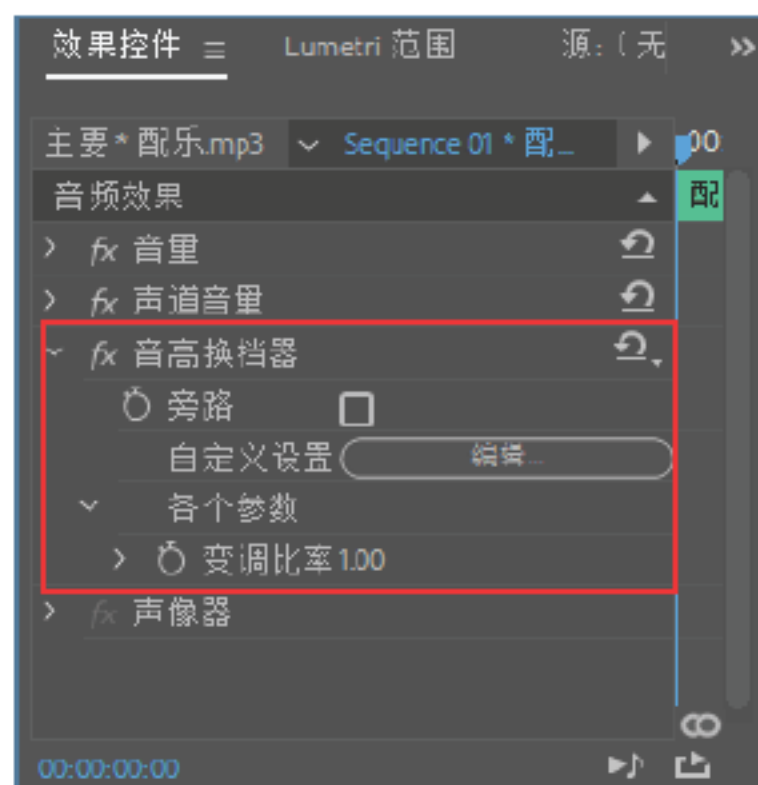 效果控件 Lumetri 范围 源:(无
主要*配乐.mp3 Sequence 01 * 配... 00
音频效果 配
fx 音量
fx 声道音量
fx 音高换档器
旁路
自定义设置 编辑...
各个参数
变调比率 1.00
fx 声像器
00:00:00:00